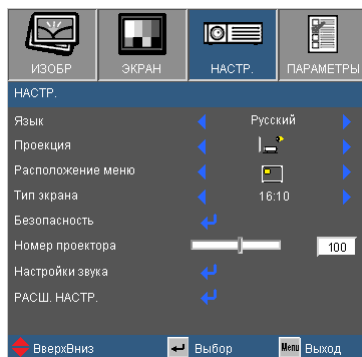 ИЗОБР ЭКРАН НАСТР. ПАРАМЕТРЫ
НАСТР.
Язык Русский
Проекция
Расположение меню
Тип экрана 16:10
Безопасность
Номер проектора 100
Настройки звука
РАСШ. НАСТР.
ВверхВниз Выбор Menu Выход